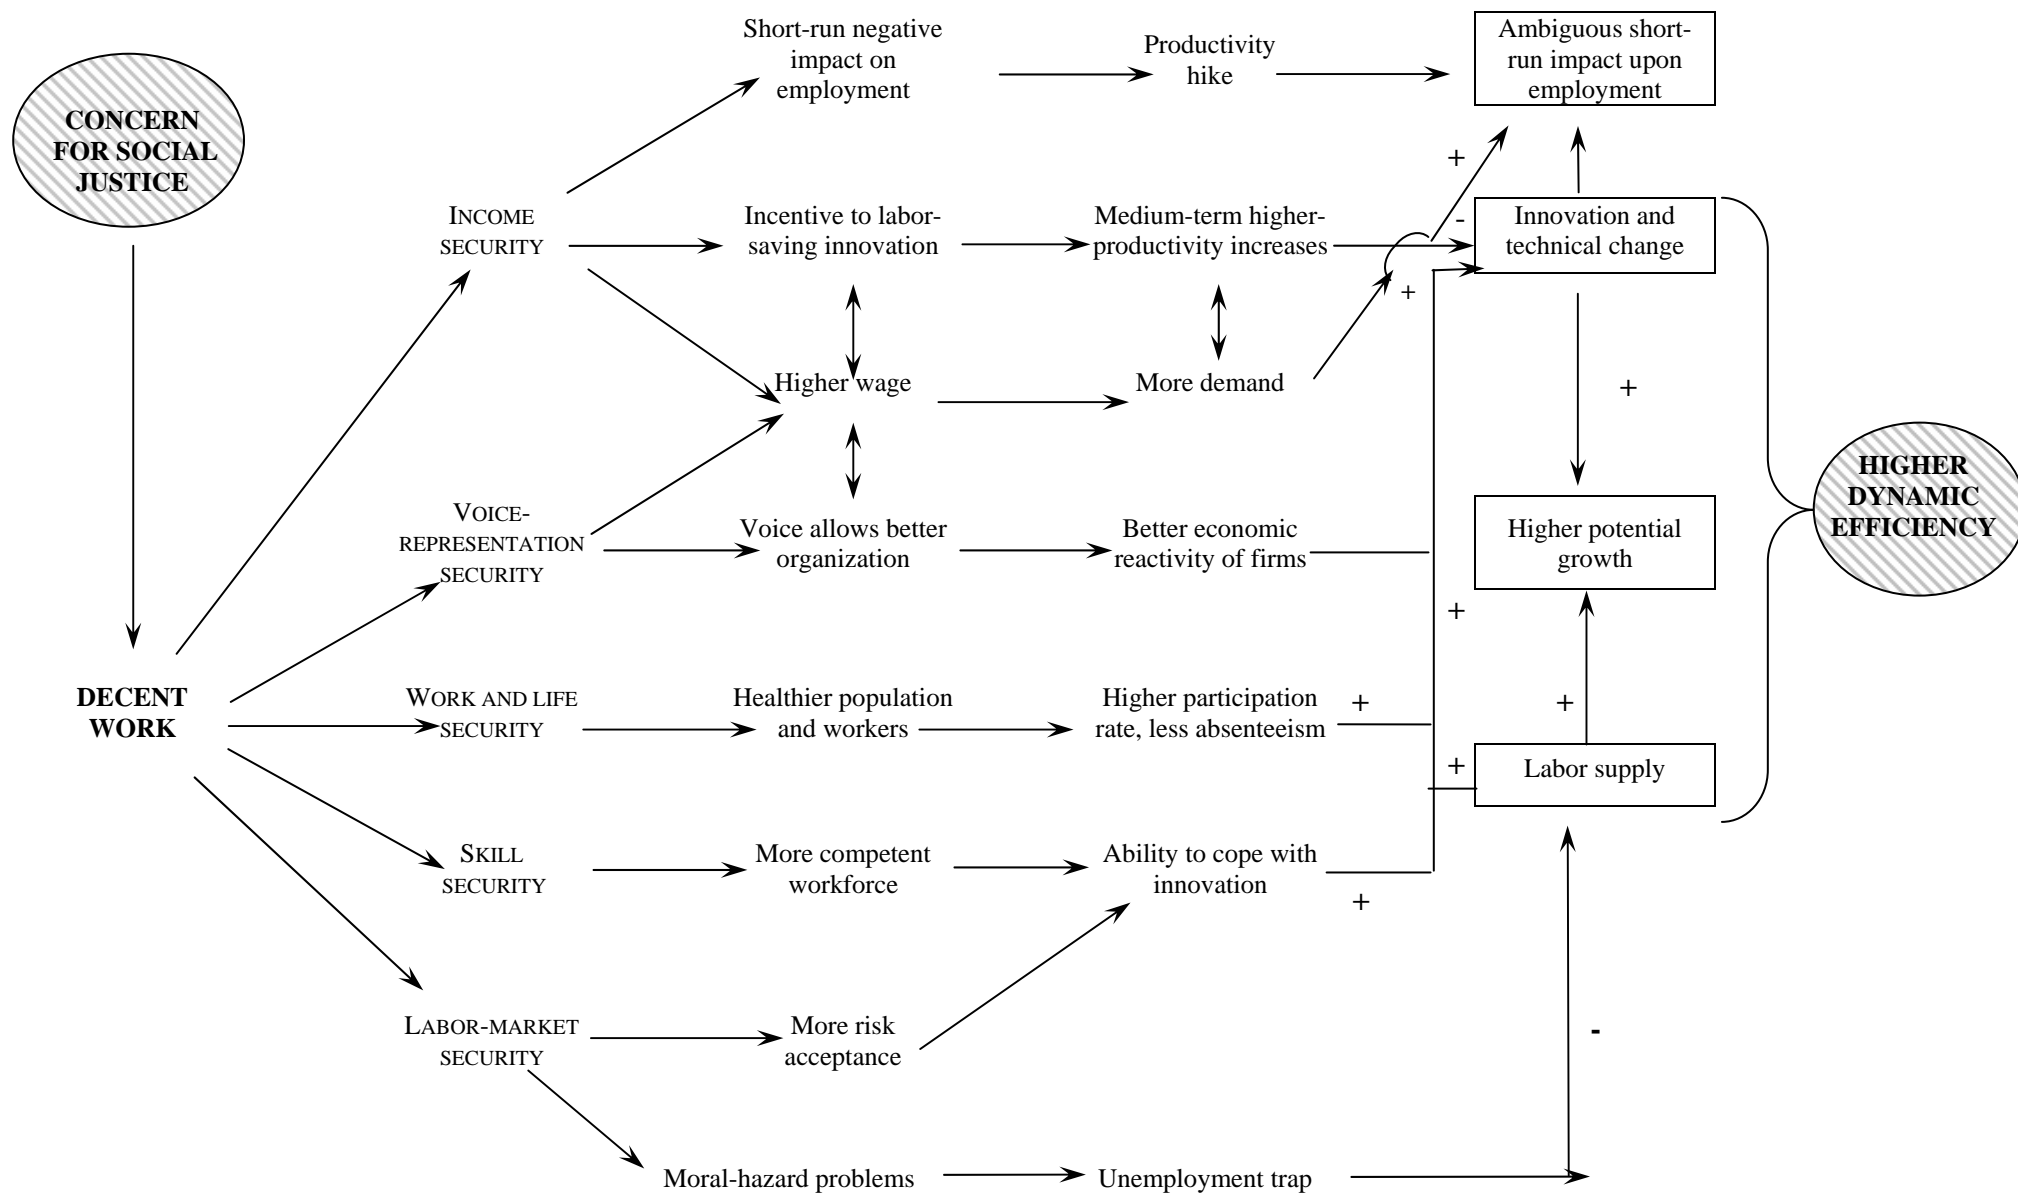 CONCERN
FOR SOCIAL
JUSTICE
DECENT
WORK
INCOME
SECURITY
VOICE-
REPRESENTATION
SECURITY
WORK AND LIFE
SECURITY
SKILL
SECURITY
LABOR-MARKET
SECURITY
Short-run negative
impact on
employment
Incentive to labor-
saving innovation
Higher wage
Voice allows better
organization
Healthier population
and workers
More competent
workforce
More risk
acceptance
Moral-hazard problems
Productivity
hike
Medium-term higher-
productivity increases
More demand
Better economic
reactivity of firms
Higher participation
rate, less absenteeism
Ability to cope with
innovation
Unemployment trap
+
-
+
+
+
+
+
Ambiguous short-
run impact upon
employment
Innovation and
technical change
+
Higher potential
growth
+
Labor supply
-
HIGHER
DYNAMIC
EFFICIENCY